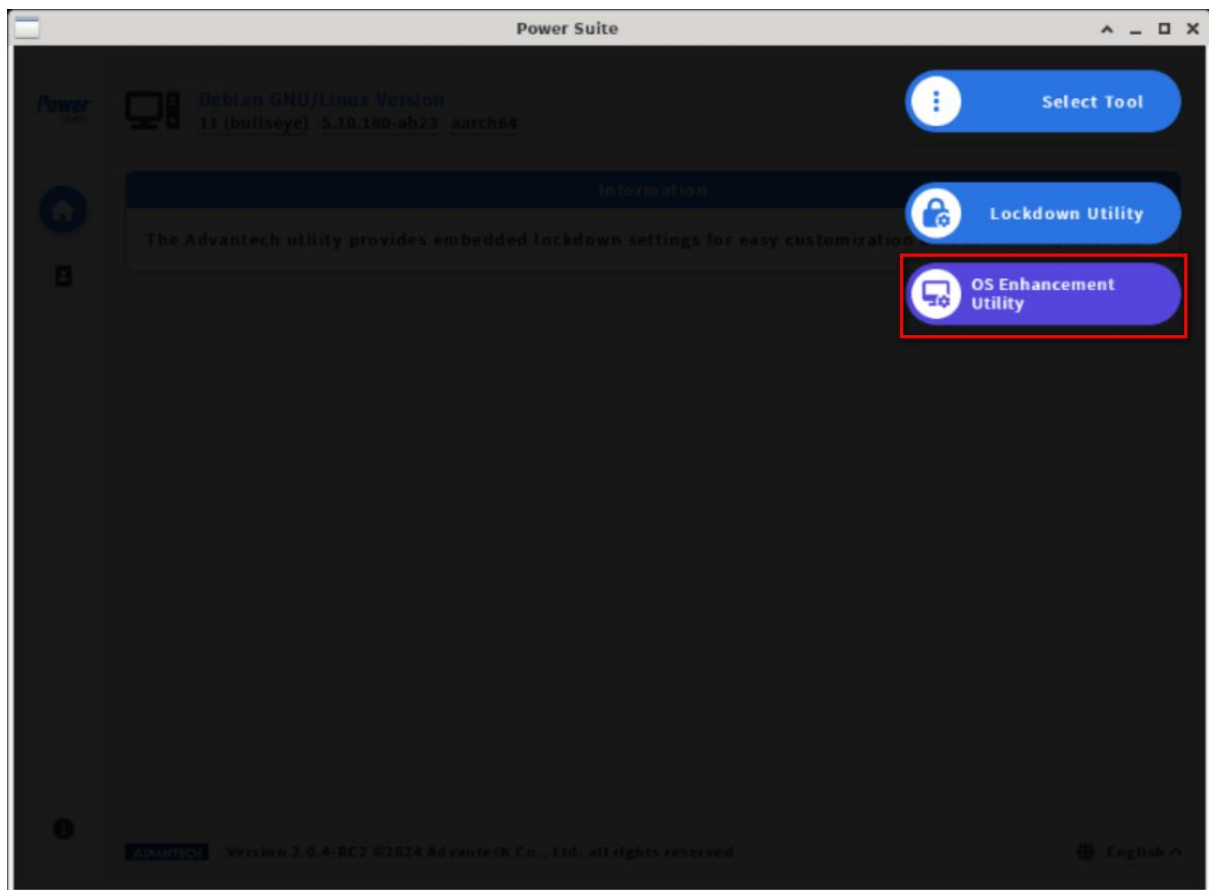 Power Suite
Power
Suite
Debian GNU/Linux Version
11 (bullseye) 5.10.160-ab23 aarch64
Select Tool
Information
Lockdown Utility
The Advantech utility provides embedded lockdown settings for easy customization
OS Enhancement
Utility
ADVANTECH Version 2.0.4-RC2 ©2024 Advantech Co., Ltd. all rights reserved
English